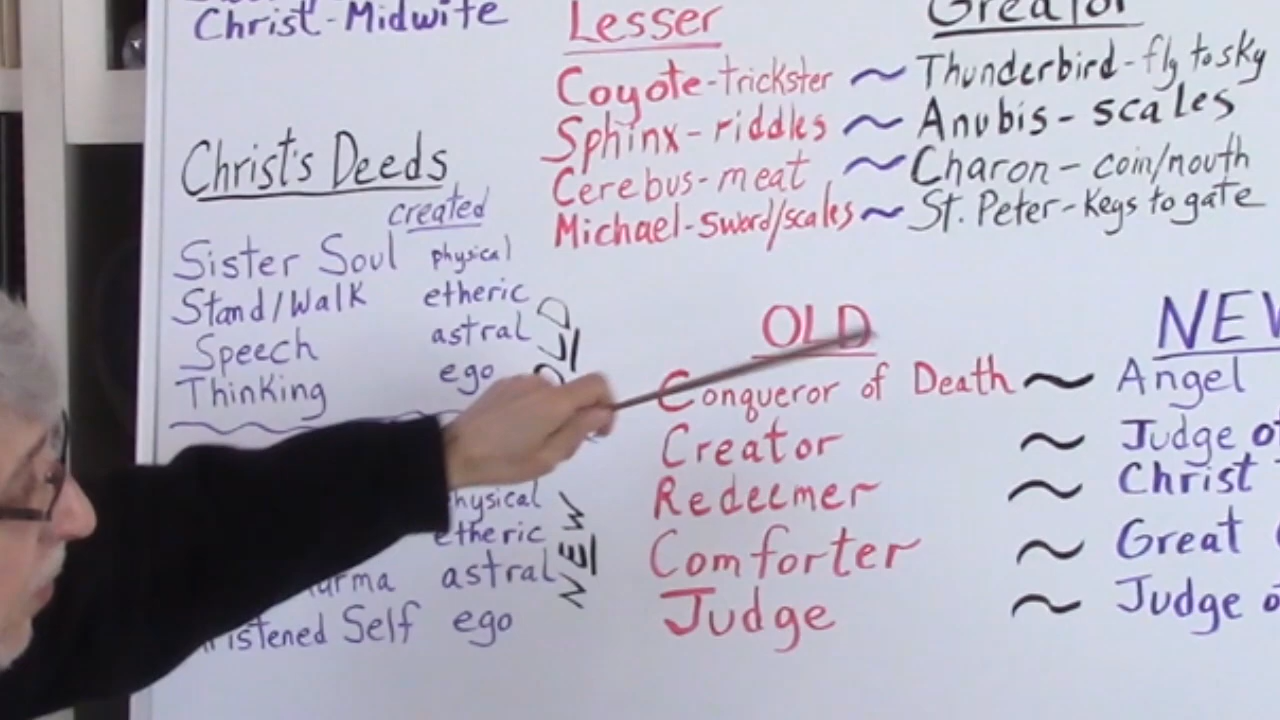 Christ-Midwife
Christ's Deeds
created
Sister Soul physical
Stand/Walk etheric
Speech astral
Thinking ego
OLD
physical
etheric
astral
Self ego
NEW
Lesser
Coyote-trickster ~ Thunderbird-fly to sky
Sphinx-riddles ~ Anubis-scales
Cerebus-meat ~ Charon-coin/mouth
Michael-Sword/scales ~ St. Peter-Keys to gate
OLD
Conqueror of Death ~ Angel
Creator ~ Judge
Redeemer ~ Christ
Comforter ~ Great
Judge ~ Judge